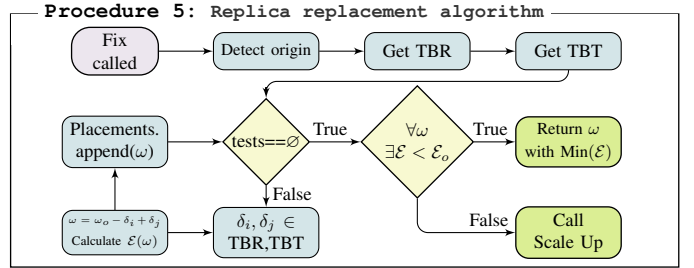 Procedure 5: Replica replacement algorithm
Fix
called
Detect origin
Get TBR
Get TBT
Placements.
append(ω)
tests==∅
True
∀ω
∃ℰ < ℰₒ
True
Return ω
with Min(ℰ)
False
ω = ωₒ − δᵢ + δⱼ
Calculate ℰ(ω)
δᵢ, δⱼ ∈
TBR,TBT
False
Call
Scale Up